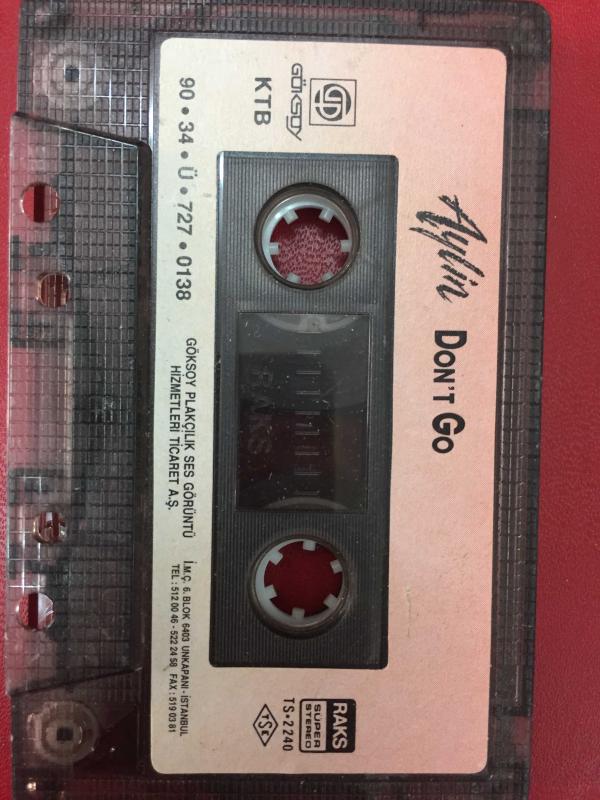 Aylin DON'T GO
GÖKSOY
KTB
RAKS
RAKS
SUPER
STEREO
TS•2240
TSE
90 • 34 • Ü • 727 • 0138
GÖKSOY PLAKÇILIK SES GÖRÜNTÜ
HİZMETLERİ TİCARET A.Ş.
İ.M.Ç. 6. BLOK 6403 UNKAPANI - İSTANBUL
TEL : 512 00 46 - 522 24 58 FAX : 519 03 81